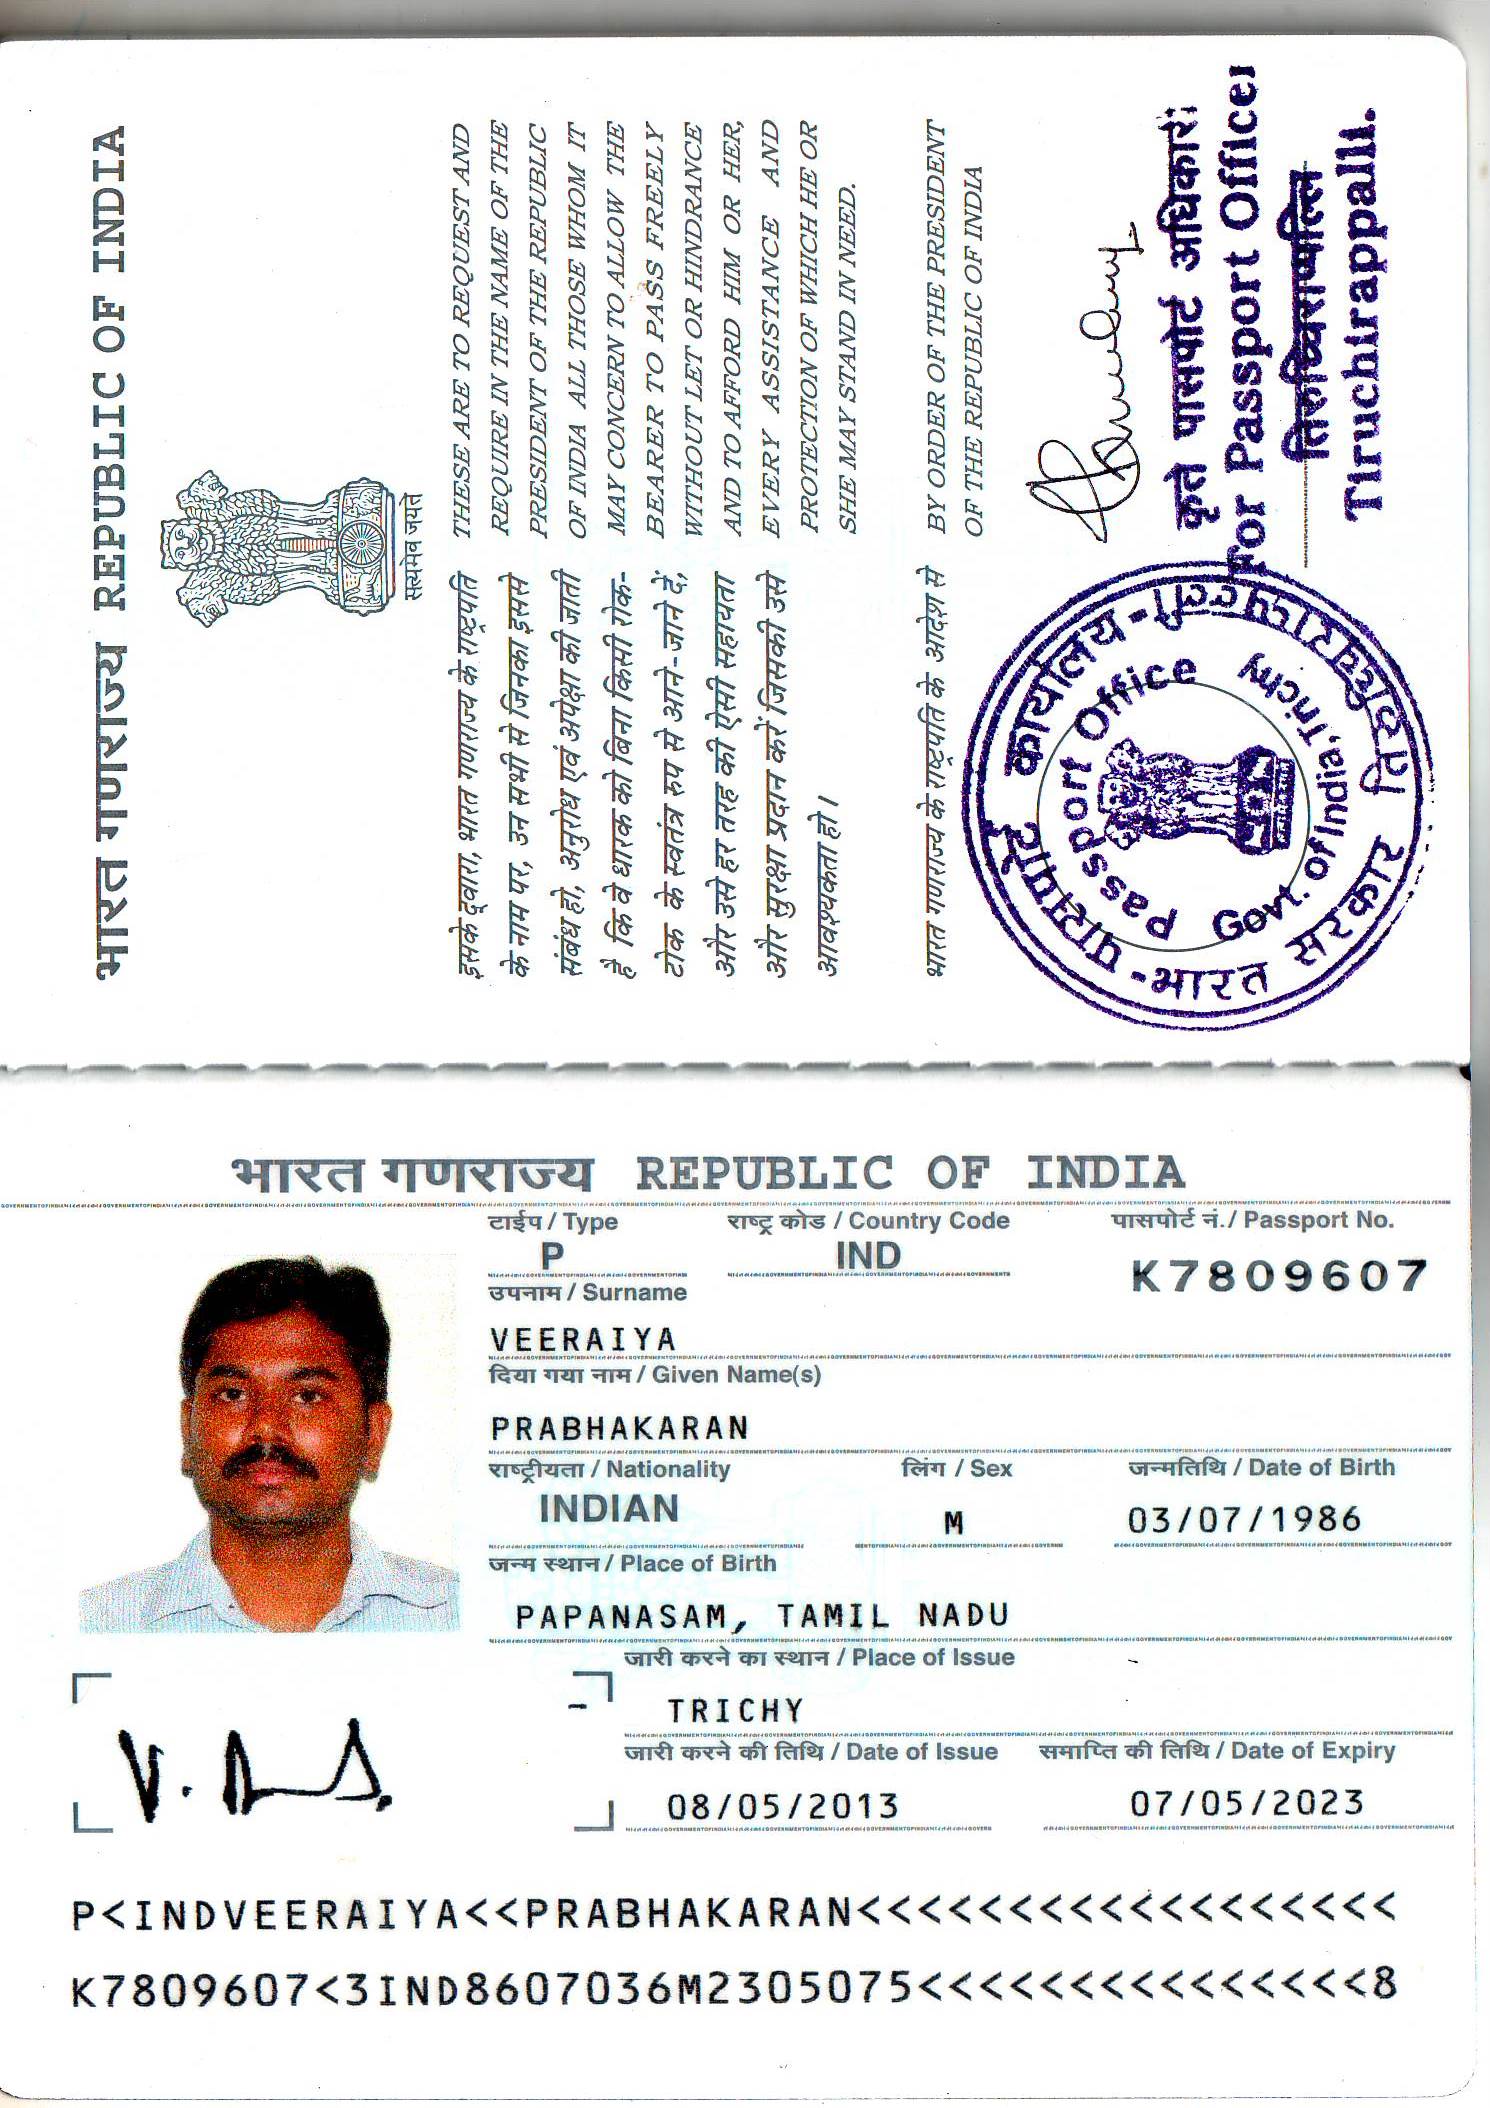 भारत गणराज्य REPUBLIC OF INDIA
सत्यमेव जयते
इसके द्वारा, भारत गणराज्य के राष्ट्रपति
के नाम पर, उन सभी से जिनका इससे
संबंध हो, अनुरोध एवं अपेक्षा की जाती
है कि वे धारक को बिना किसी रोक-
टोक के स्वतंत्र रुप से आने-जाने दें,
और उसे हर तरह की ऐसी सहायता
और सुरक्षा प्रदान करें जिसकी उसे
आवश्यकता हो।
THESE ARE TO REQUEST AND
REQUIRE IN THE NAME OF THE
PRESIDENT OF THE REPUBLIC
OF INDIA ALL THOSE WHOM IT
MAY CONCERN TO ALLOW THE
BEARER TO PASS FREELY
WITHOUT LET OR HINDRANCE
AND TO AFFORD HIM OR HER,
EVERY ASSISTANCE AND
PROTECTION OF WHICH HE OR
SHE MAY STAND IN NEED.
भारत गणराज्य के राष्ट्रपति के आदेश से
BY ORDER OF THE PRESIDENT
OF THE REPUBLIC OF INDIA
पासपोर्ट कार्यालय-
-भारत सरकार
Passport Office
Govt. of India, Trichy
कृते पासपोर्ट अधिकारी
For Passport Officer
तिरुच्चिराप्पल्लि
Tiruchirappalli.
भारत गणराज्य REPUBLIC OF INDIA
टाईप / Type राष्ट्र कोड / Country Code पासपोर्ट नं. / Passport No.
P IND K7809607
उपनाम / Surname
VEERAIYA
दिया गया नाम / Given Name(s)
PRABHAKARAN
राष्ट्रीयता / Nationality लिंग / Sex जन्मतिथि / Date of Birth
INDIAN M 03/07/1986
जन्म स्थान / Place of Birth
PAPANASAM, TAMIL NADU
जारी करने का स्थान / Place of Issue
TRICHY
जारी करने की तिथि / Date of Issue समाप्ति की तिथि / Date of Expiry
08/05/2013 07/05/2023
P<INDVEERAIYA<<PRABHAKARAN<<<<<<<<<<<<<<<<<<
K7809607<3IND8607036M2305075<<<<<<<<<<<<<<<8